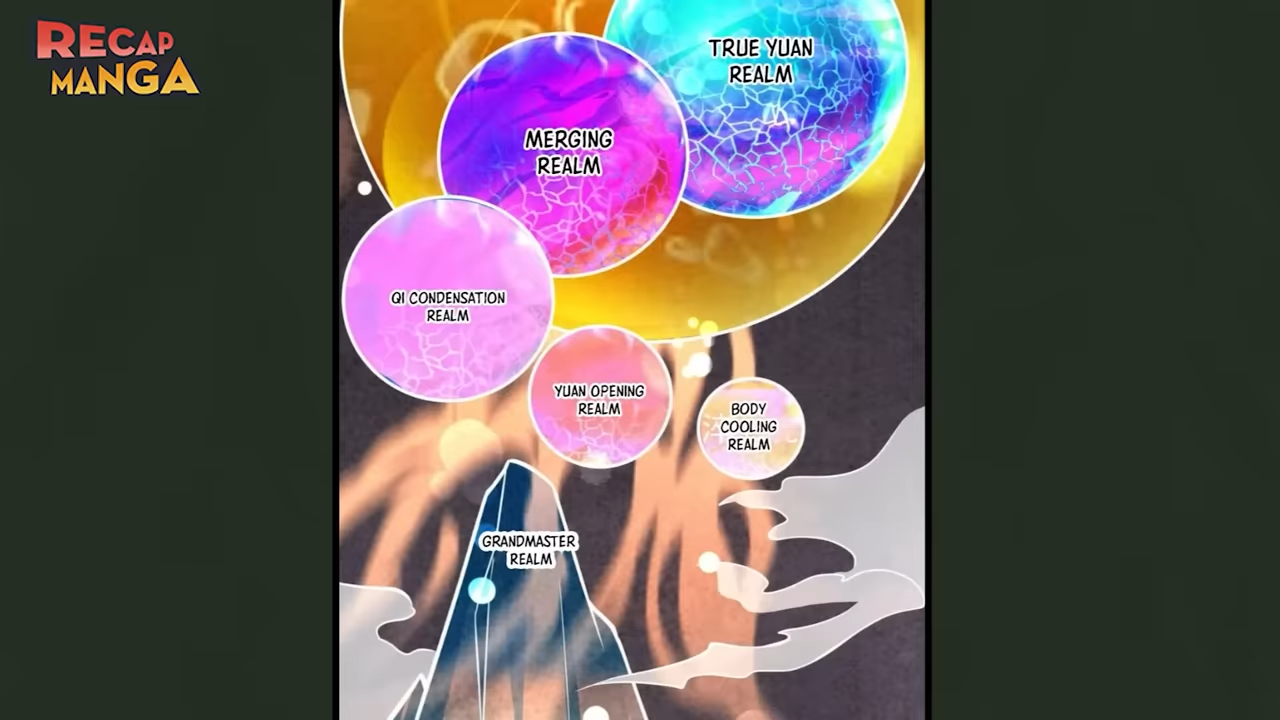 RECAP
MANGA
TRUE YUAN
REALM
MERGING
REALM
QI CONDENSATION
REALM
YUAN OPENING
REALM
BODY
COOLING
REALM
GRANDMASTER
REALM